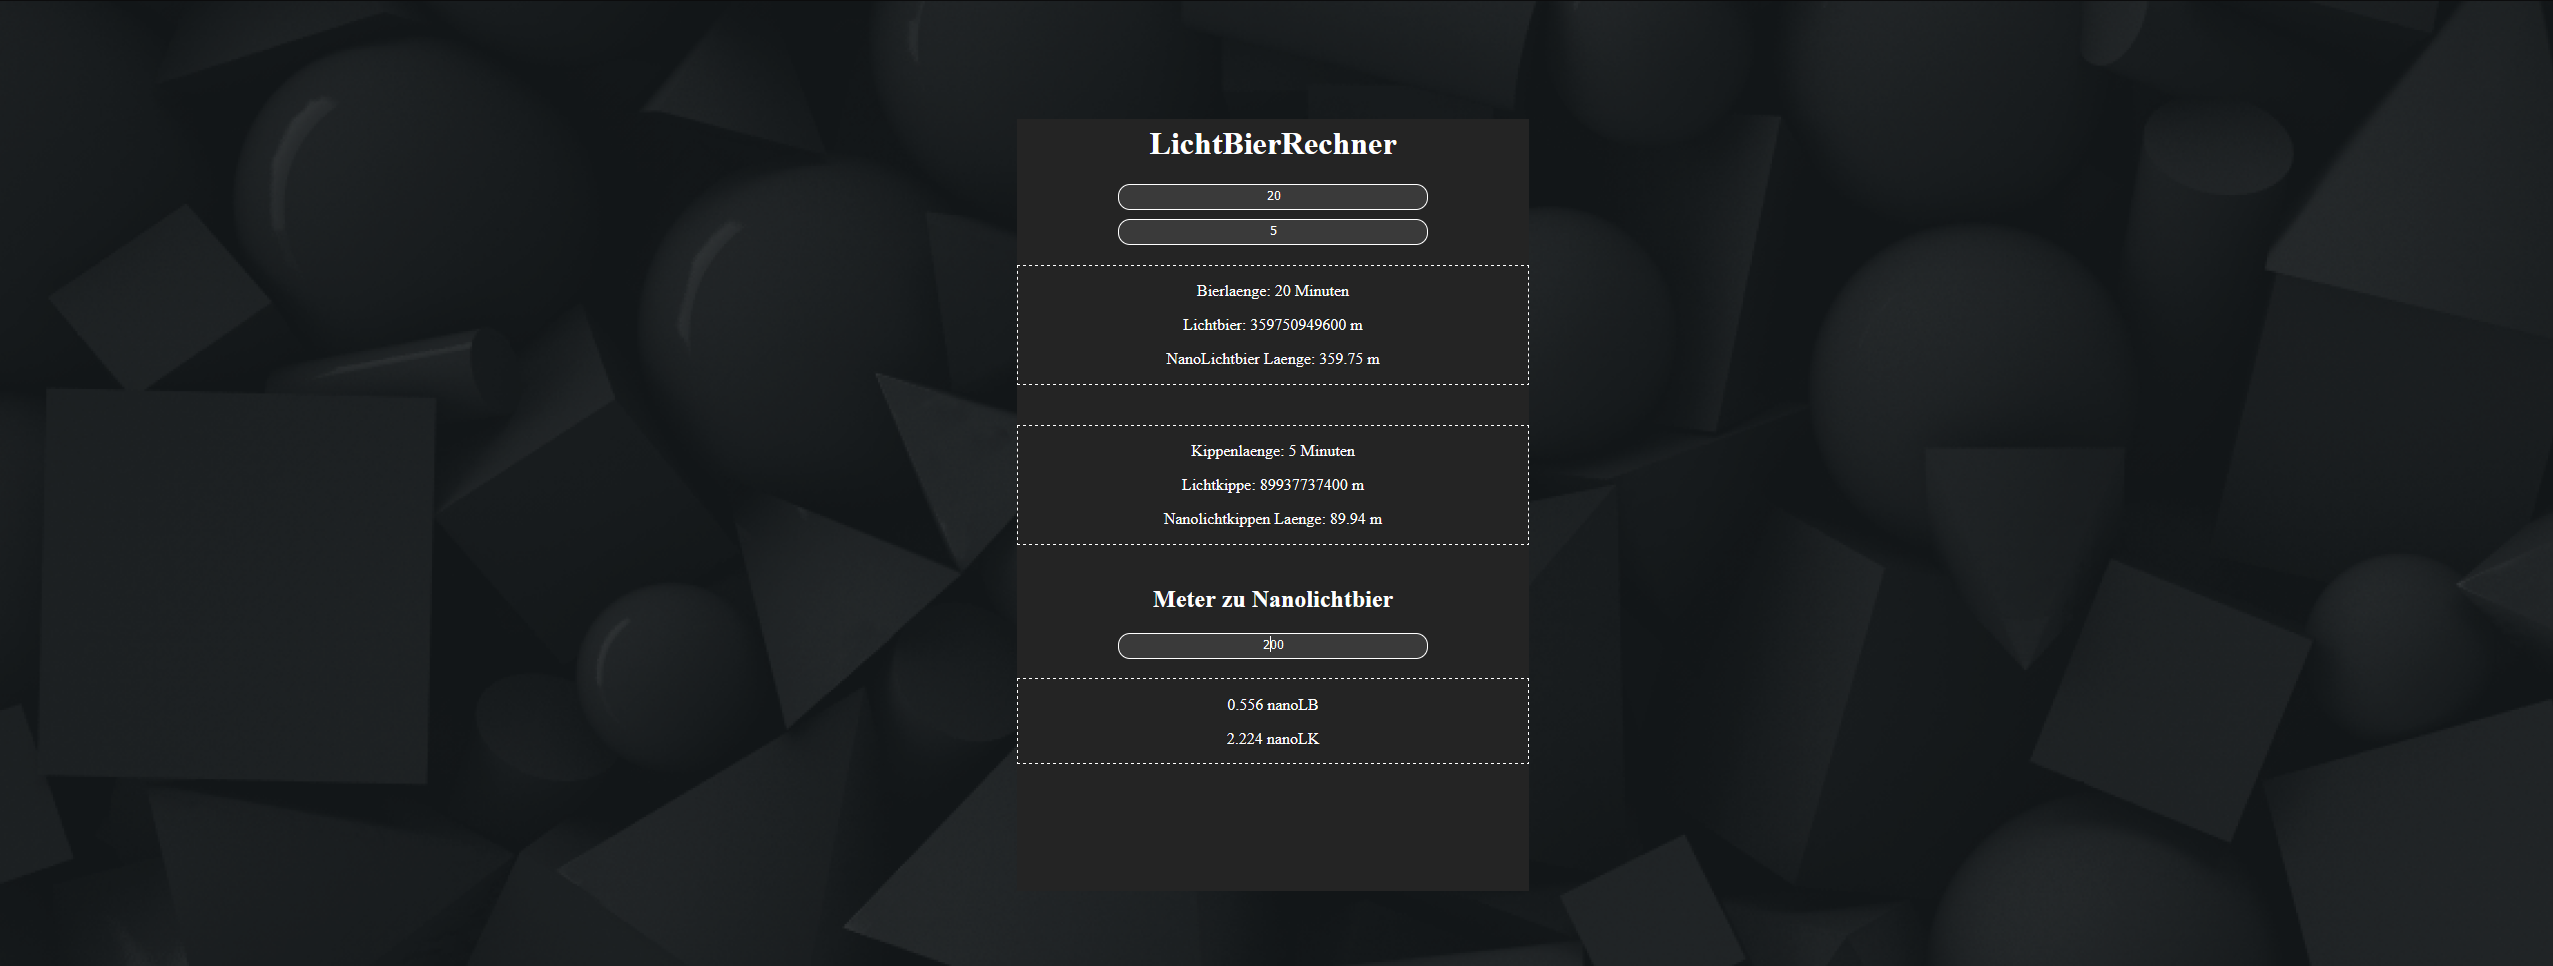 LichtBierRechner
20
5
Bierlaenge: 20 Minuten
Lichtbier: 359750949600 m
NanoLichtbier Laenge: 359.75 m
Kippenlaenge: 5 Minuten
Lichtkippe: 89937737400 m
Nanolichtkippen Laenge: 89.94 m
Meter zu Nanolichtbier
200
0.556 nanoLB
2.224 nanoLK